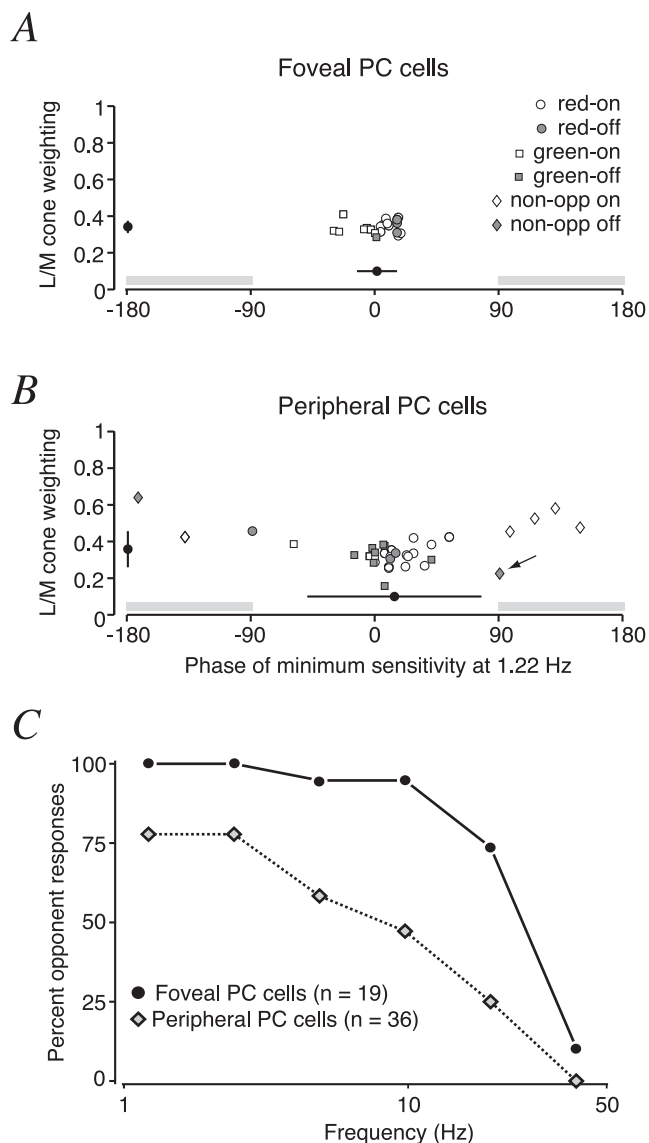 A
Foveal PC cells
L/M cone weighting
1
0.8
0.6
0.4
0.2
0
-180
-90
0
90
180
red-on
red-off
green-on
green-off
non-opp on
non-opp off
B
Peripheral PC cells
L/M cone weighting
1
0.8
0.6
0.4
0.2
0
-180
-90
0
90
180
Phase of minimum sensitivity at 1.22 Hz
C
Percent opponent responses
100
75
50
25
0
Foveal PC cells (n = 19)
Peripheral PC cells (n = 36)
1
10
50
Frequency (Hz)